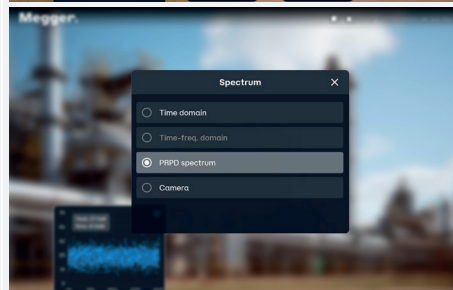 Megger.
Spectrum
Time domain
Time-freq. domain
PRPD spectrum
Camera